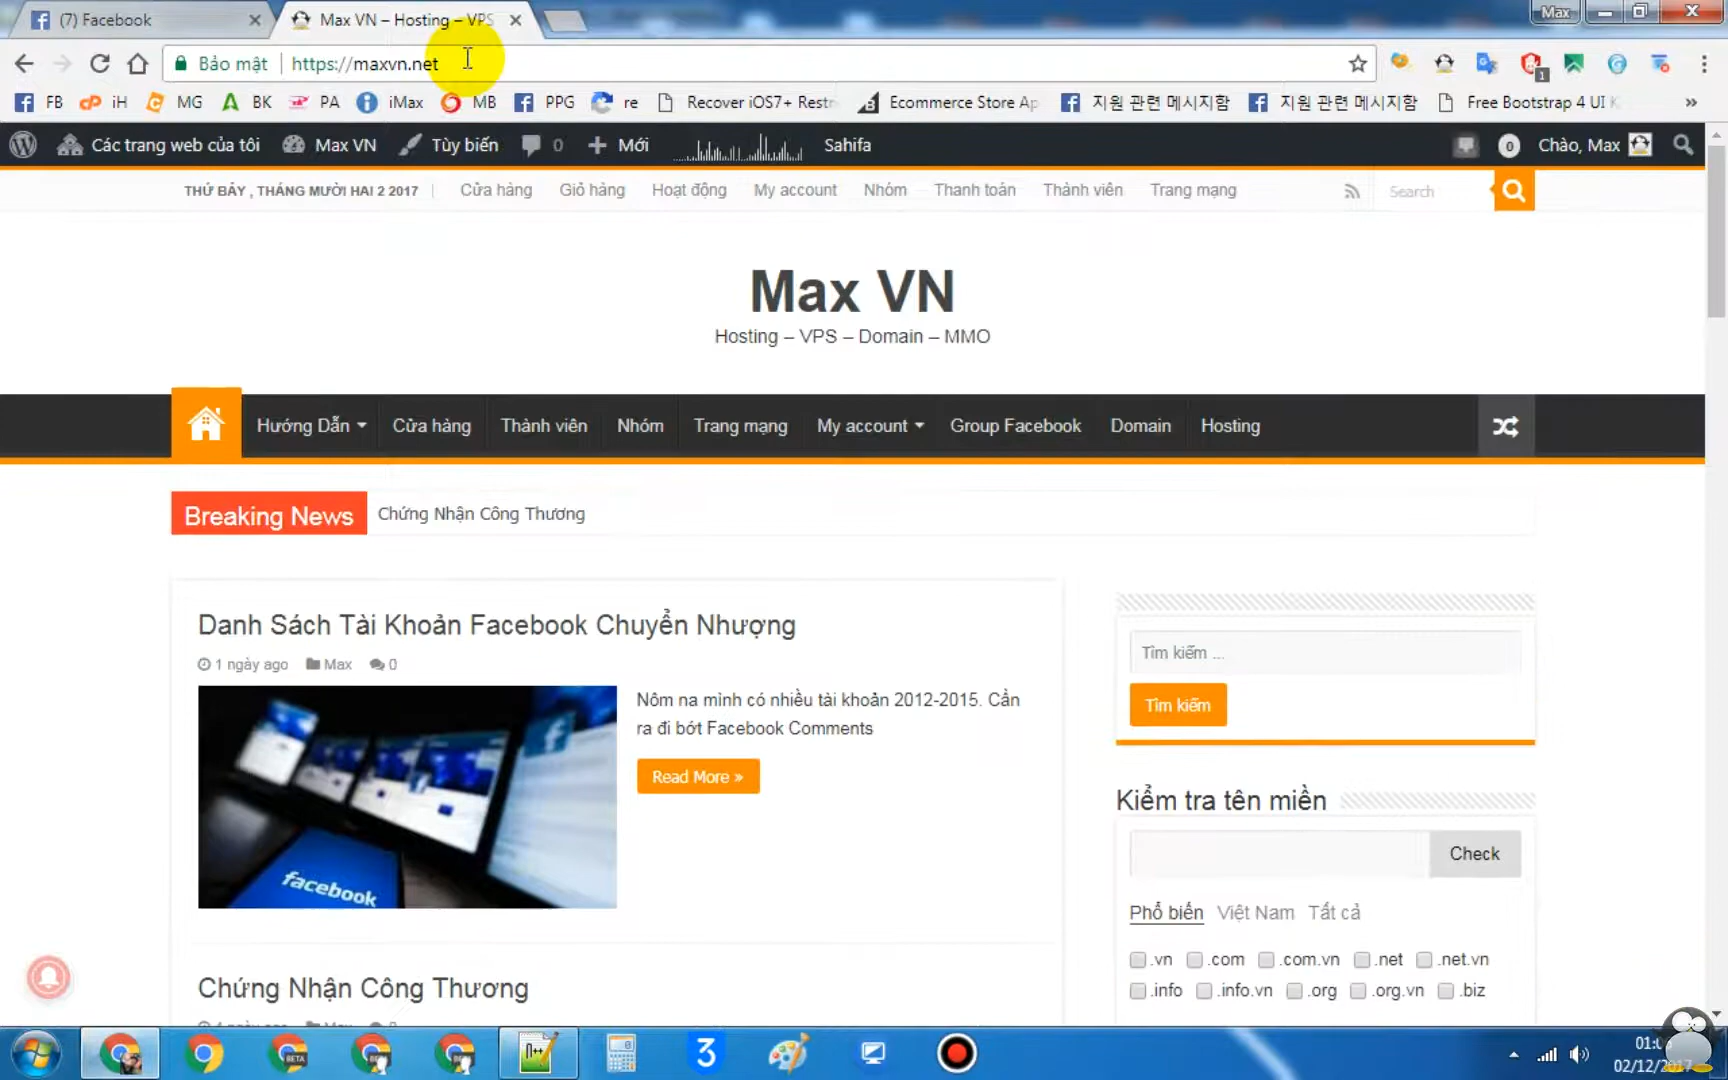 (7) Facebook
Max VN – Hosting – VPS
Max
Bảo mật
https://maxvn.net
1
FB
iH
MG
BK
PA
iMax
MB
PPG
re
Recover iOS7+ Restr
Ecommerce Store Ap
지원 관련 메시지함
지원 관련 메시지함
Free Bootstrap 4 UI K
»
Các trang web của tôi
Max VN
Tùy biến
0
Mới
Sahifa
0
Chào, Max
THỨ BẢY , THÁNG MƯỜI HAI 2 2017
Cửa hàng
Giỏ hàng
Hoạt động
My account
Nhóm
Thanh toán
Thành viên
Trang mạng
Search
Max VN
Hosting – VPS – Domain – MMO
Hướng Dẫn
Cửa hàng
Thành viên
Nhóm
Trang mạng
My account
Group Facebook
Domain
Hosting
Breaking News
Chứng Nhận Công Thương
Danh Sách Tài Khoản Facebook Chuyển Nhượng
1 ngày ago
Max
0
facebook
Nôm na mình có nhiều tài khoản 2012-2015. Cần
ra đi bớt Facebook Comments
Read More »
Chứng Nhận Công Thương
Tìm kiếm ...
Tìm kiếm
Kiểm tra tên miền
Check
Phổ biến
Việt Nam
Tất cả
.vn
.com
.com.vn
.net
.net.vn
.info
.info.vn
.org
.org.vn
.biz
BETA
N++
3
02/12/2017